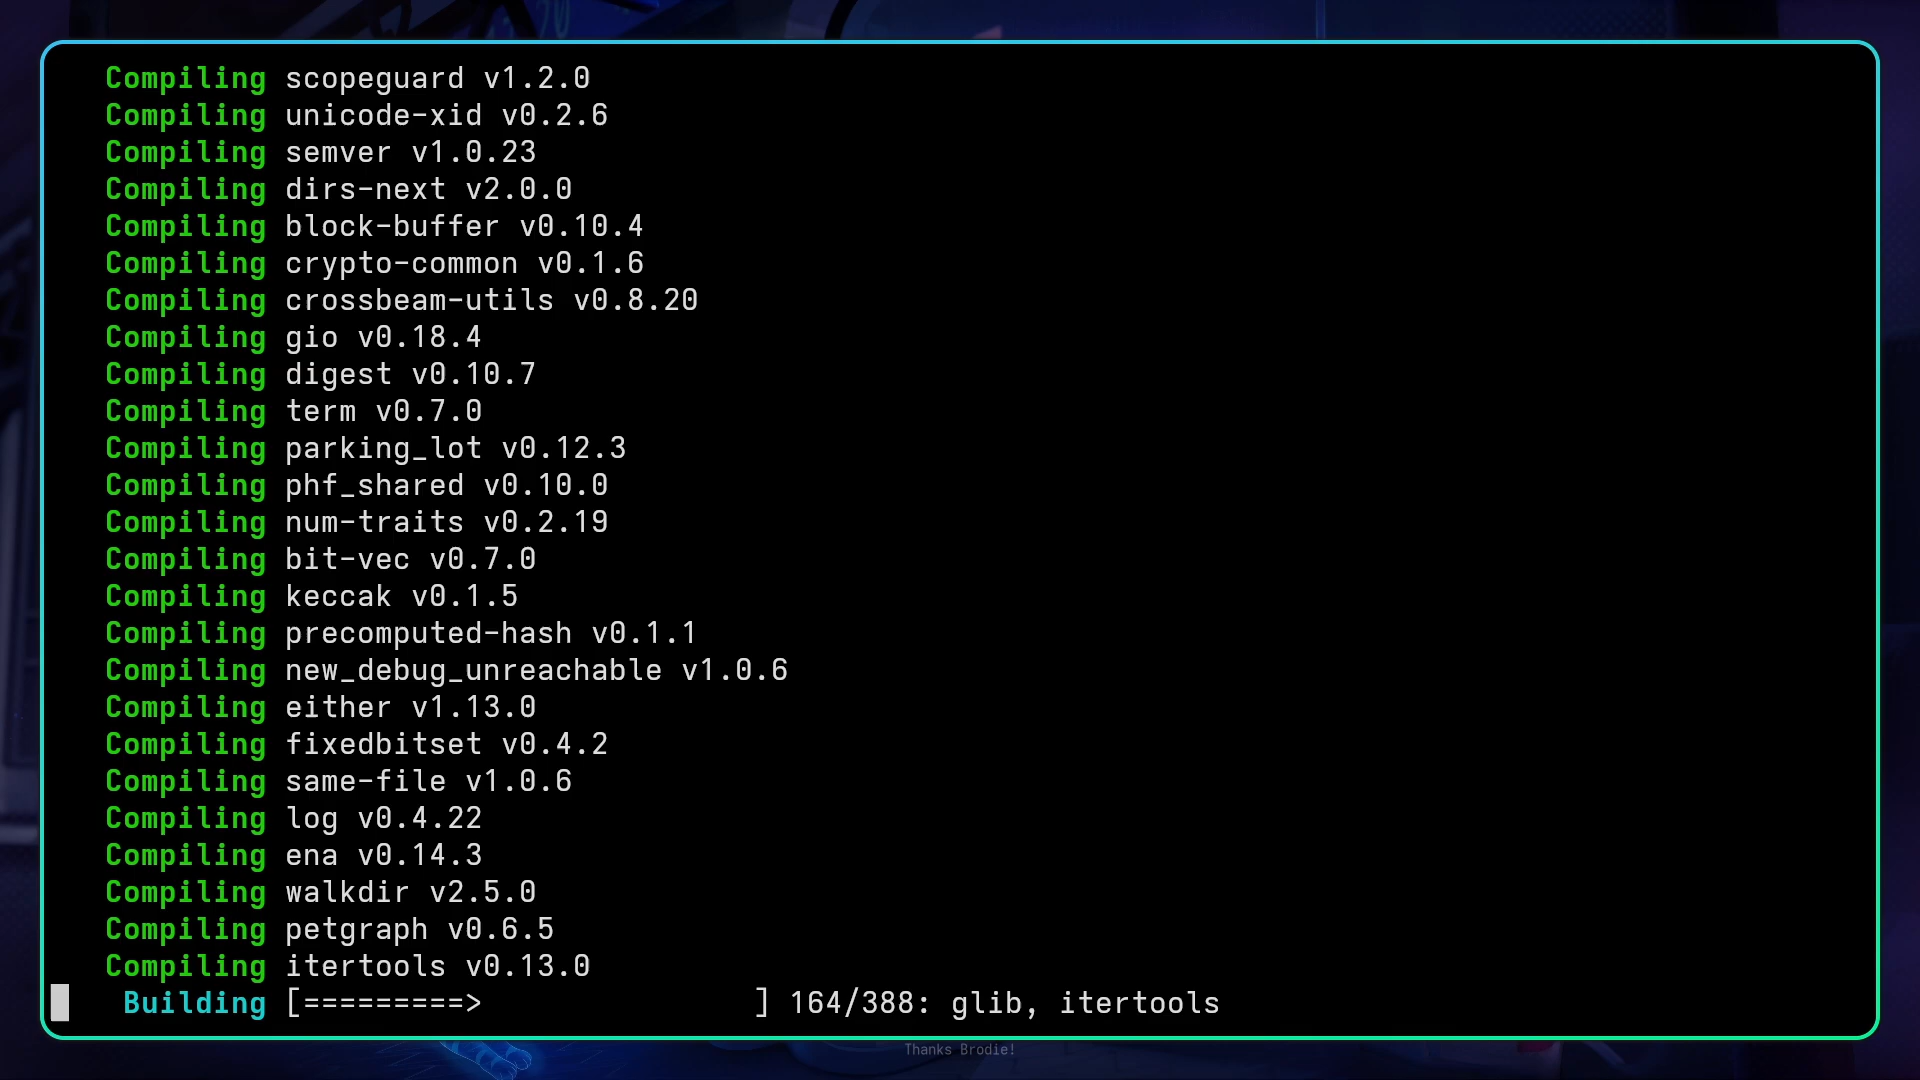 Compiling scopeguard v1.2.0
Compiling unicode-xid v0.2.6
Compiling semver v1.0.23
Compiling dirs-next v2.0.0
Compiling block-buffer v0.10.4
Compiling crypto-common v0.1.6
Compiling crossbeam-utils v0.8.20
Compiling gio v0.18.4
Compiling digest v0.10.7
Compiling term v0.7.0
Compiling parking_lot v0.12.3
Compiling phf_shared v0.10.0
Compiling num-traits v0.2.19
Compiling bit-vec v0.7.0
Compiling keccak v0.1.5
Compiling precomputed-hash v0.1.1
Compiling new_debug_unreachable v1.0.6
Compiling either v1.13.0
Compiling fixedbitset v0.4.2
Compiling same-file v1.0.6
Compiling log v0.4.22
Compiling ena v0.14.3
Compiling walkdir v2.5.0
Compiling petgraph v0.6.5
Compiling itertools v0.13.0
Building [=========>               ] 164/388: glib, itertools
Thanks Brodie!